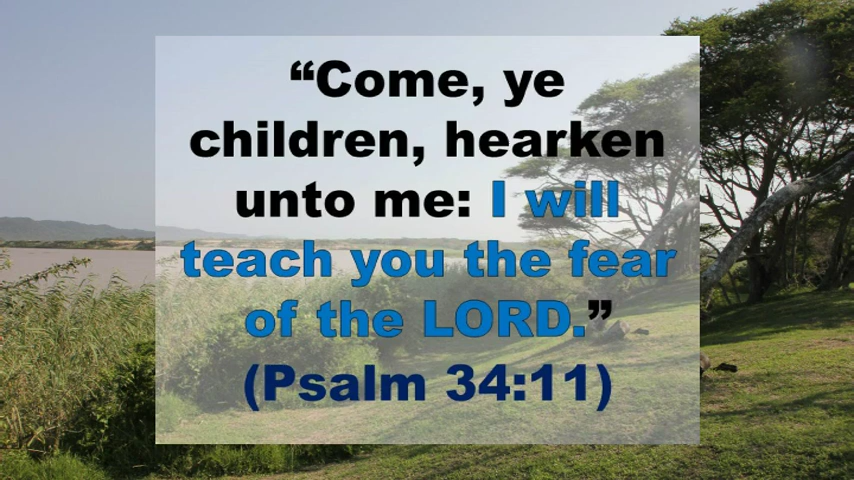 “Come, ye
children, hearken
unto me: I will
teach you the fear
of the LORD.”
(Psalm 34:11)